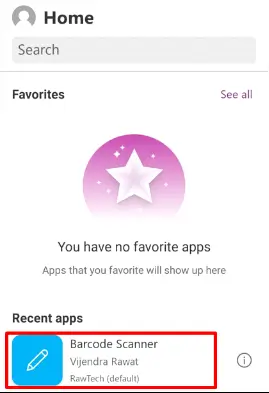 Home
Search
Favorites See all
You have no favorite apps
Apps that you favorite will show up here
Recent apps
Barcode Scanner
Vijendra Rawat
RawTech (default)